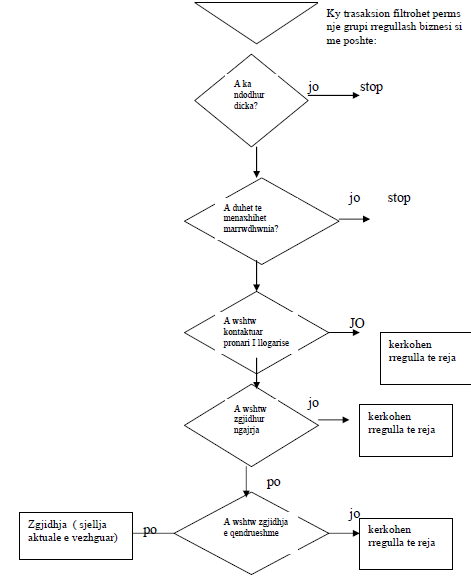 Ky trasaksion filtrohet perms
nje grupi rregullash biznesi si
me poshte:
A ka
ndodhur
dicka?
jo
stop
A duhet te
menaxhihet
marrwdhwnia?
jo
stop
A wshtw
kontaktuar
pronari I llogarise
JO
kerkohen
rregulla te reja
A wshtw
zgjidhur
ngajrja
jo
kerkohen
rregulla te reja
po
A wshtw zgjidhja
e qendrueshme
jo
kerkohen
rregulla te reja
po
Zgjidhja ( sjellja
aktuale e vezhguar)